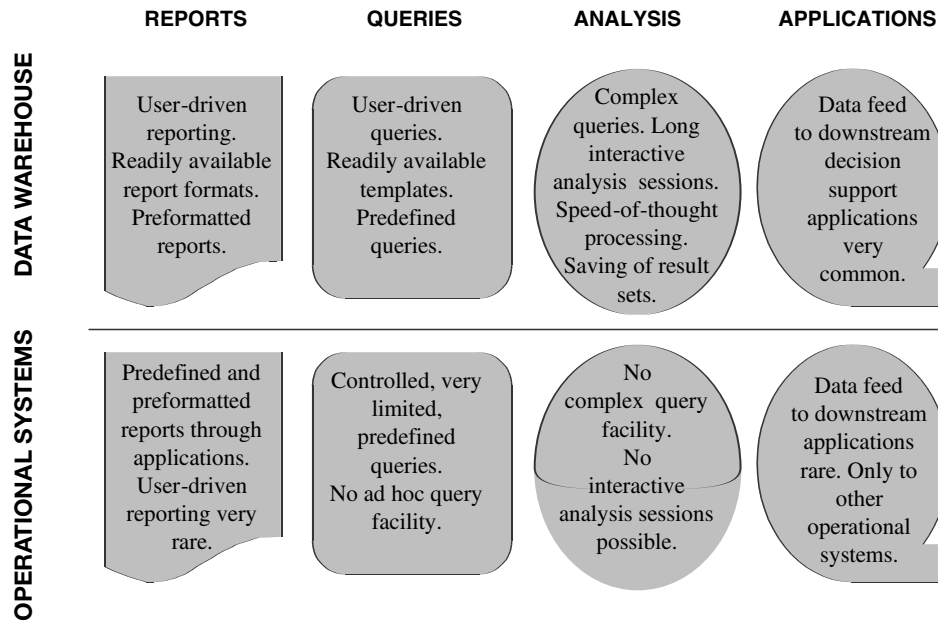 REPORTS QUERIES ANALYSIS APPLICATIONS
DATA WAREHOUSE
User-driven
reporting.
Readily available
report formats.
Preformatted
reports.
User-driven
queries.
Readily available
templates.
Predefined
queries.
Complex
queries. Long
interactive
analysis sessions.
Speed-of-thought
processing.
Saving of result
sets.
Data feed
to downstream
decision
support
applications
very
common.
OPERATIONAL SYSTEMS
Predefined and
preformatted
reports through
applications.
User-driven
reporting very
rare.
Controlled, very
limited,
predefined
queries.
No ad hoc query
facility.
No
complex query
facility.
No
interactive
analysis sessions
possible.
Data feed
to downstream
applications
rare. Only to
other
operational
systems.